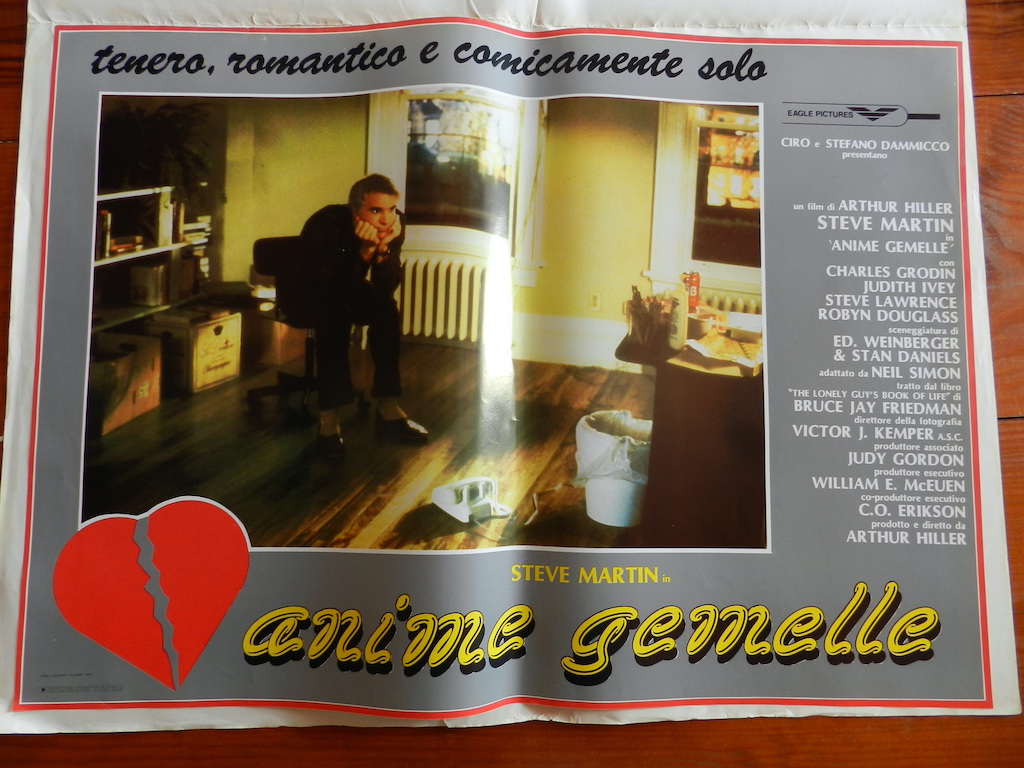 tenero, romantico e comicamente solo
EAGLE PICTURES
CIRO e STEFANO DAMMICCO
presentano
un film di ARTHUR HILLER
STEVE MARTIN
in
'ANIME GEMELLE'
con
CHARLES GRODIN
JUDITH IVEY
STEVE LAWRENCE
ROBYN DOUGLASS
sceneggiatura di
ED. WEINBERGER
& STAN DANIELS
adattato da NEIL SIMON
tratto dal libro
"THE LONELY GUY'S BOOK OF LIFE" di
BRUCE JAY FRIEDMAN
direttore della fotografia
VICTOR J. KEMPER A.S.C.
produttore associato
JUDY GORDON
produttore esecutivo
WILLIAM E. McEUEN
co-produttore esecutivo
C.O. ERIKSON
prodotto e diretto da
ARTHUR HILLER
STEVE MARTIN in
anime gemelle